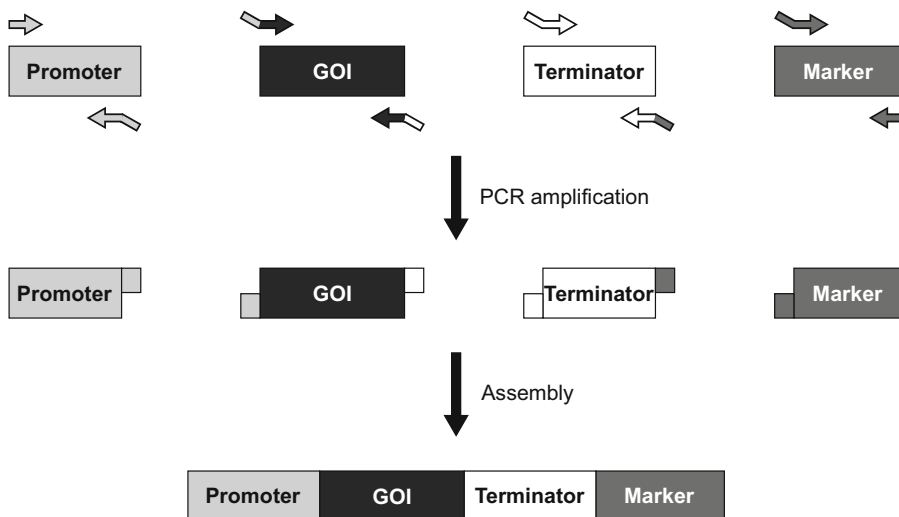 Promoter GOI Terminator Marker
PCR amplification
Promoter GOI Terminator Marker
Assembly
Promoter GOI Terminator Marker